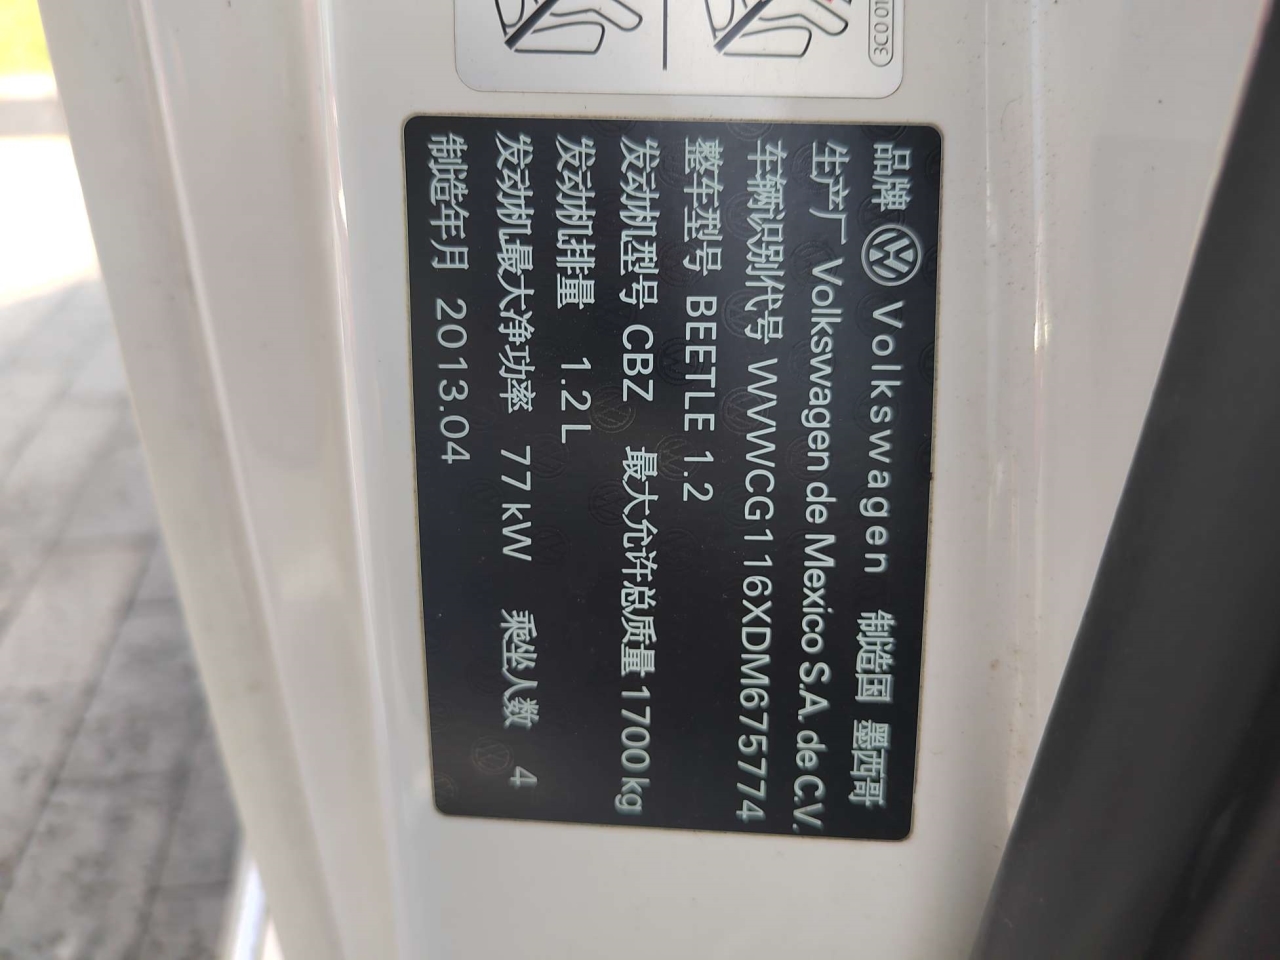 品牌 Volkswagen 制造国 墨西哥
生产厂 Volkswagen de Mexico S.A. de C.V.
车辆识别代号 WVWCG116XDM675774
整车型号 BEETLE 1.2
发动机型号 CBZ 最大允许总质量 1700 kg
发动机排量 1.2 L
发动机最大净功率 77 kW 乘坐人数 4
制造年月 2013.04